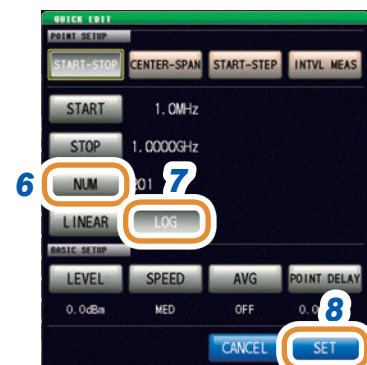 QUICK EDIT
POINT SETUP
START-STOP CENTER-SPAN START-STEP INTVL MEAS
START 1.0MHz
STOP 1.0000GHz
6 NUM 201 7
LINEAR LOG
BASIC SETUP
LEVEL SPEED AVG POINT DELAY
0.0dBm MED OFF 0.0 8
CANCEL SET